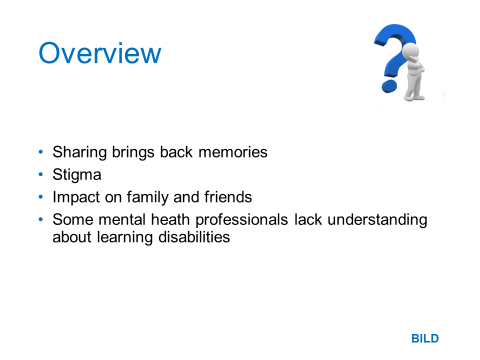 Overview
• Sharing brings back memories
• Stigma
• Impact on family and friends
• Some mental heath professionals lack understanding
about learning disabilities
BILD